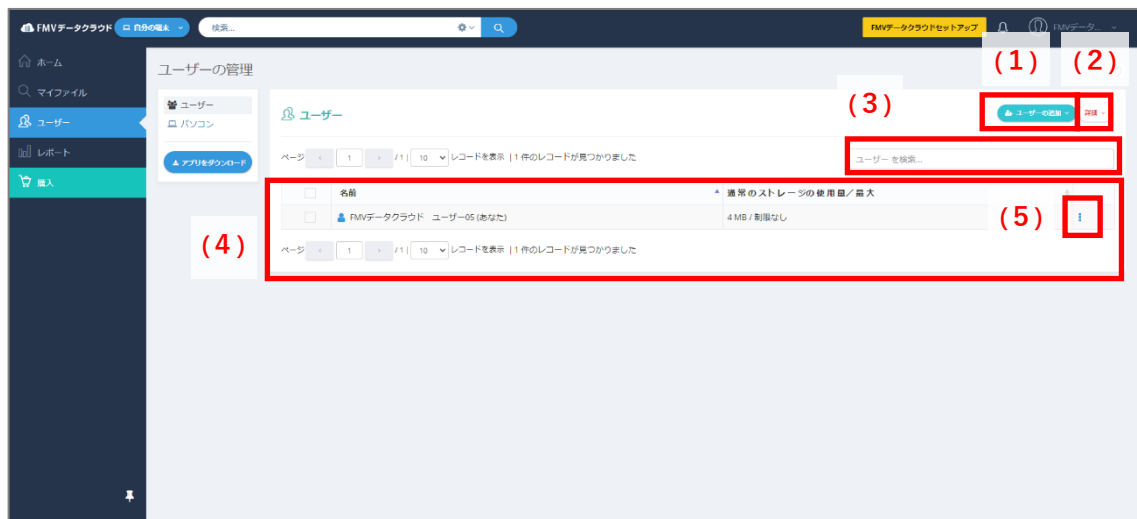 FMVデータクラウド 自分の端末 検索... FMVデータクラウドセットアップ FMVデータ...
ホーム
マイファイル
ユーザー
レポート
購入
ユーザーの管理
ユーザー
パソコン
アプリをダウンロード
(1) (2)
(3)
ユーザー
ユーザーの追加 詳細
ページ 1 / 1 | 10 レコードを表示 | 1 件のレコードが見つかりました
ユーザー を検索...
名前 通常のストレージの使用量/最大
FMVデータクラウド ユーザー05 (あなた) 4 MB / 制限なし
(5)
(4)
ページ 1 / 1 | 10 レコードを表示 | 1 件のレコードが見つかりました